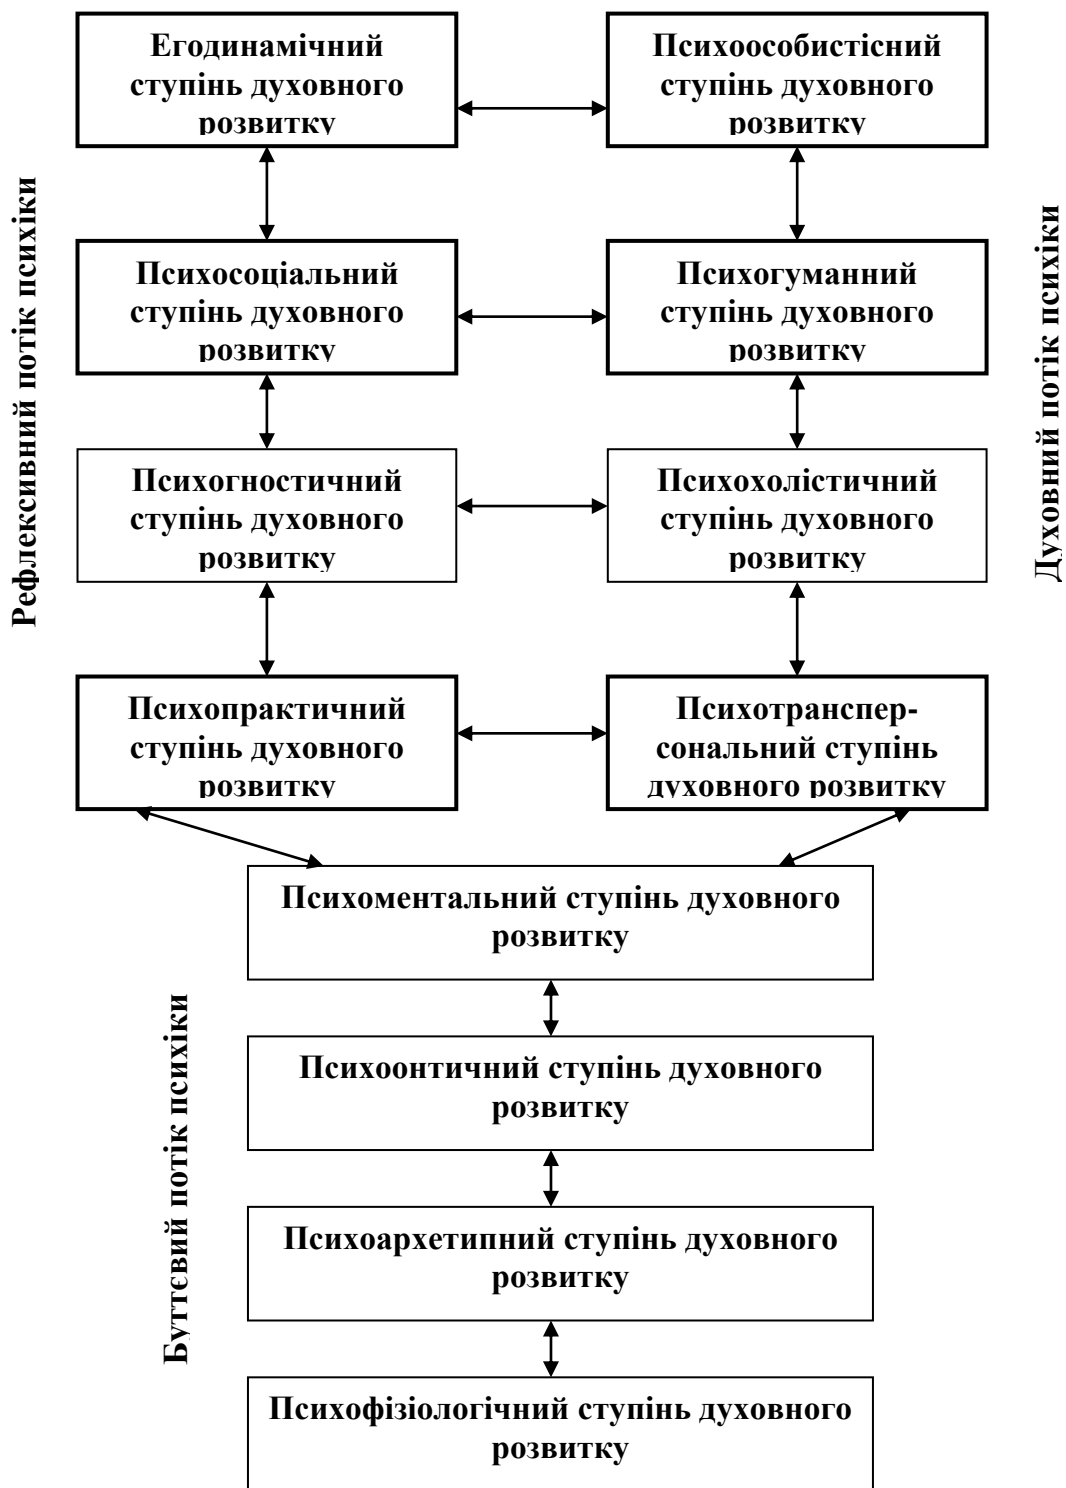 Егодинамічний
ступінь духовного
розвитку
Психоособистісний
ступінь духовного
розвитку
Рефлексивний потік психіки
Духовний потік психіки
Психосоціальний
ступінь духовного
розвитку
Психогуманний
ступінь духовного
розвитку
Психогностичний
ступінь духовного
розвитку
Психохолістичний
ступінь духовного
розвитку
Психопрактичний
ступінь духовного
розвитку
Психотранспер-
сональний ступінь
духовного розвитку
Психоментальний ступінь духовного
розвитку
Буттєвий потік психіки
Психоонтичний ступінь духовного
розвитку
Психоархетипний ступінь духовного
розвитку
Психофізіологічний ступінь духовного
розвитку